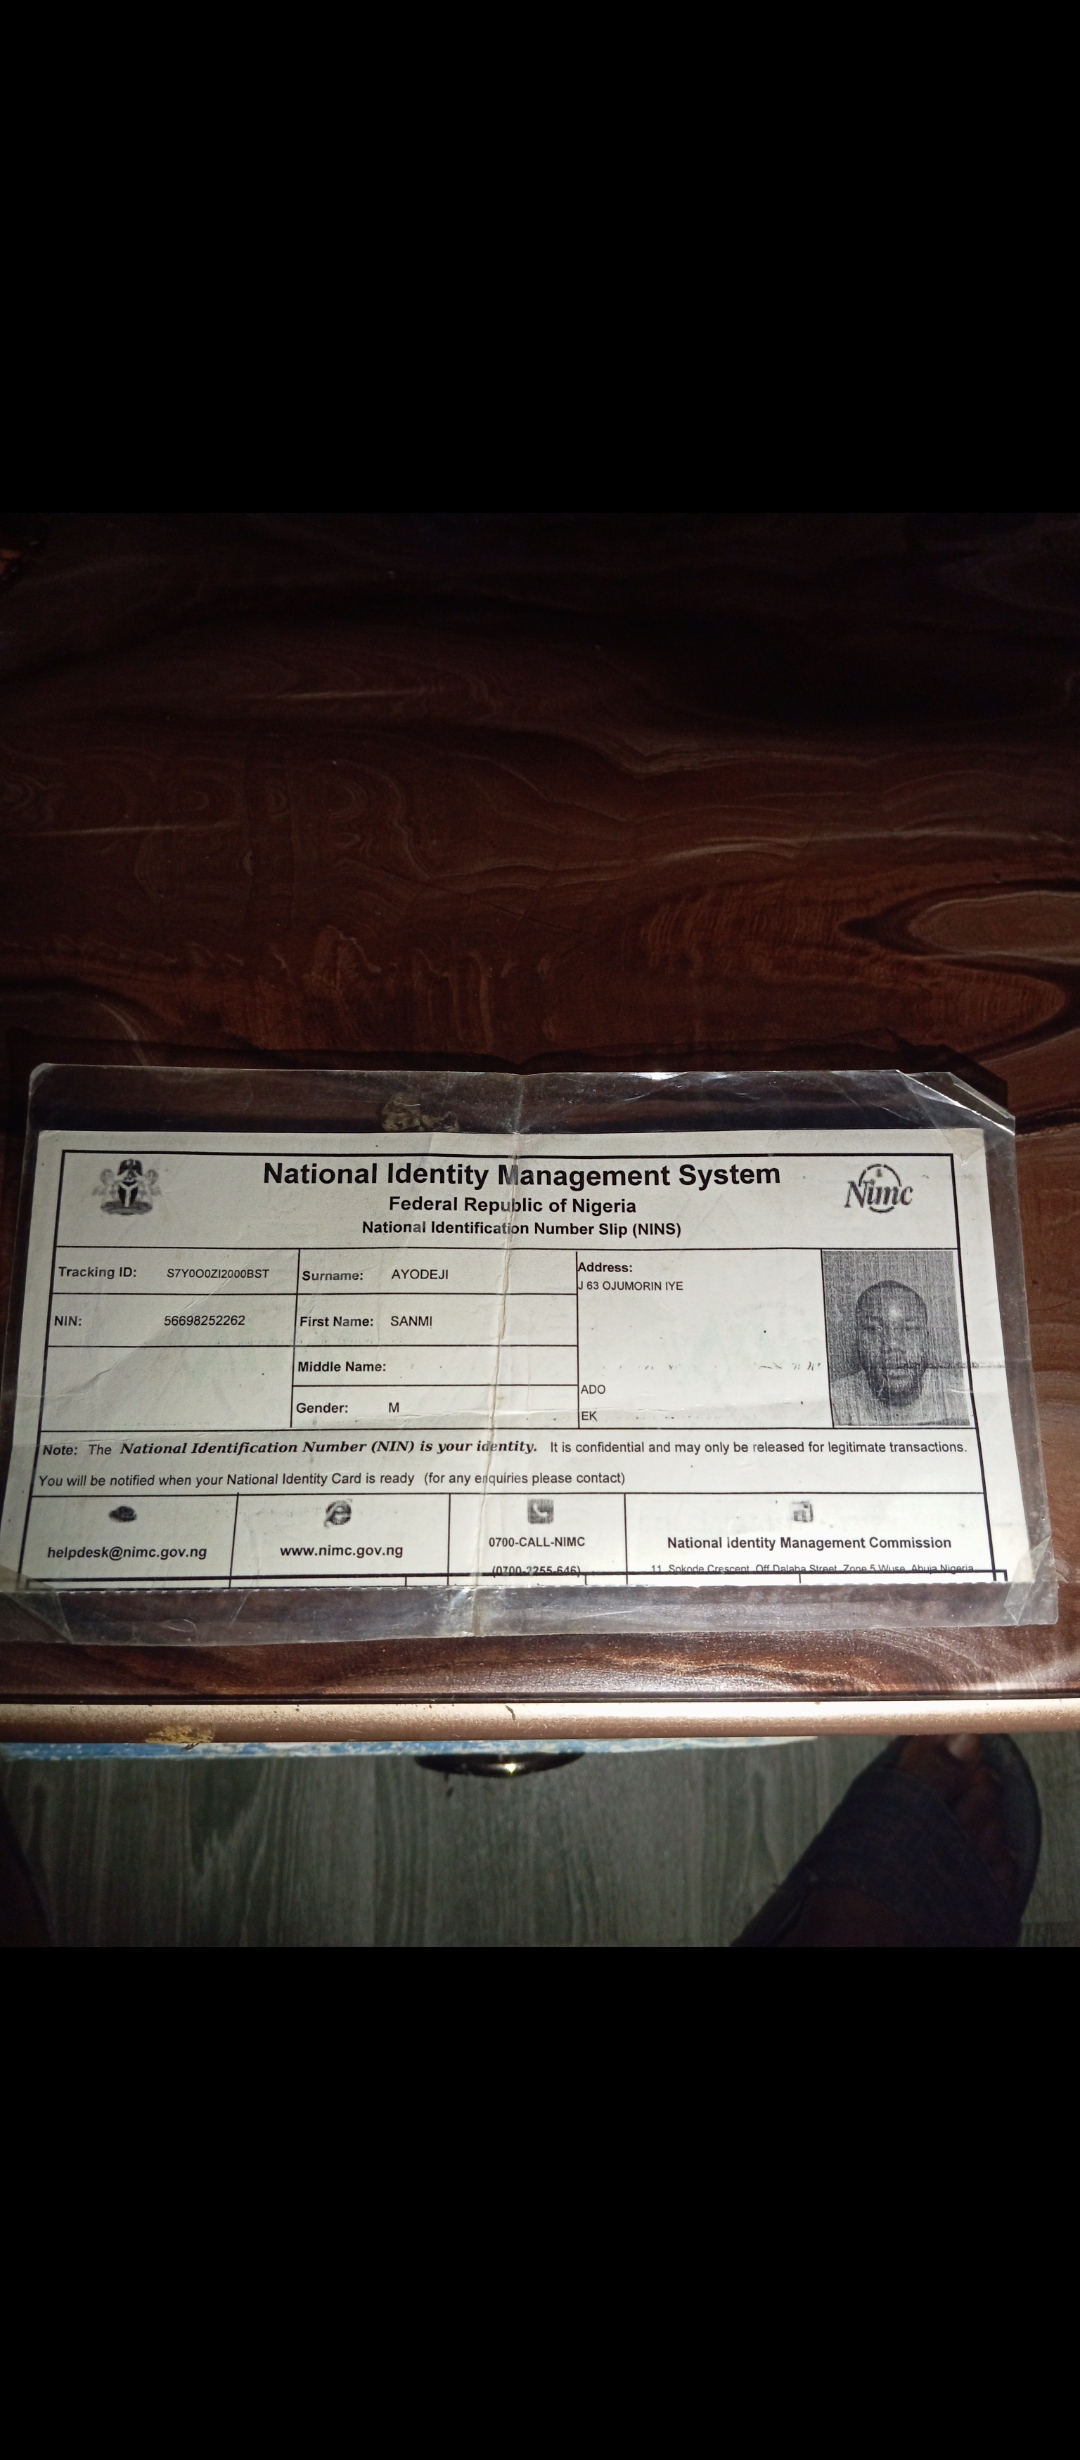 National Identity Management System
Federal Republic of Nigeria
National Identification Number Slip (NINS)
Nimc
Tracking ID: S7Y0O0ZI2000BST
Surname: AYODEJI
Address:
J 63 OJUMORIN IYE
NIN: 56698252262
First Name: SANMI
Middle Name:
ADO
Gender: M
EK
Note: The National Identification Number (NIN) is your identity. It is confidential and may only be released for legitimate transactions.
You will be notified when your National Identity Card is ready (for any enquiries please contact)
helpdesk@nimc.gov.ng
www.nimc.gov.ng
0700-CALL-NIMC
(0700-2255-646)
National identity Management Commission
11, Sokode Crescent, Off Dalaba Street, Zone 5 Wuse, Abuja Nigeria